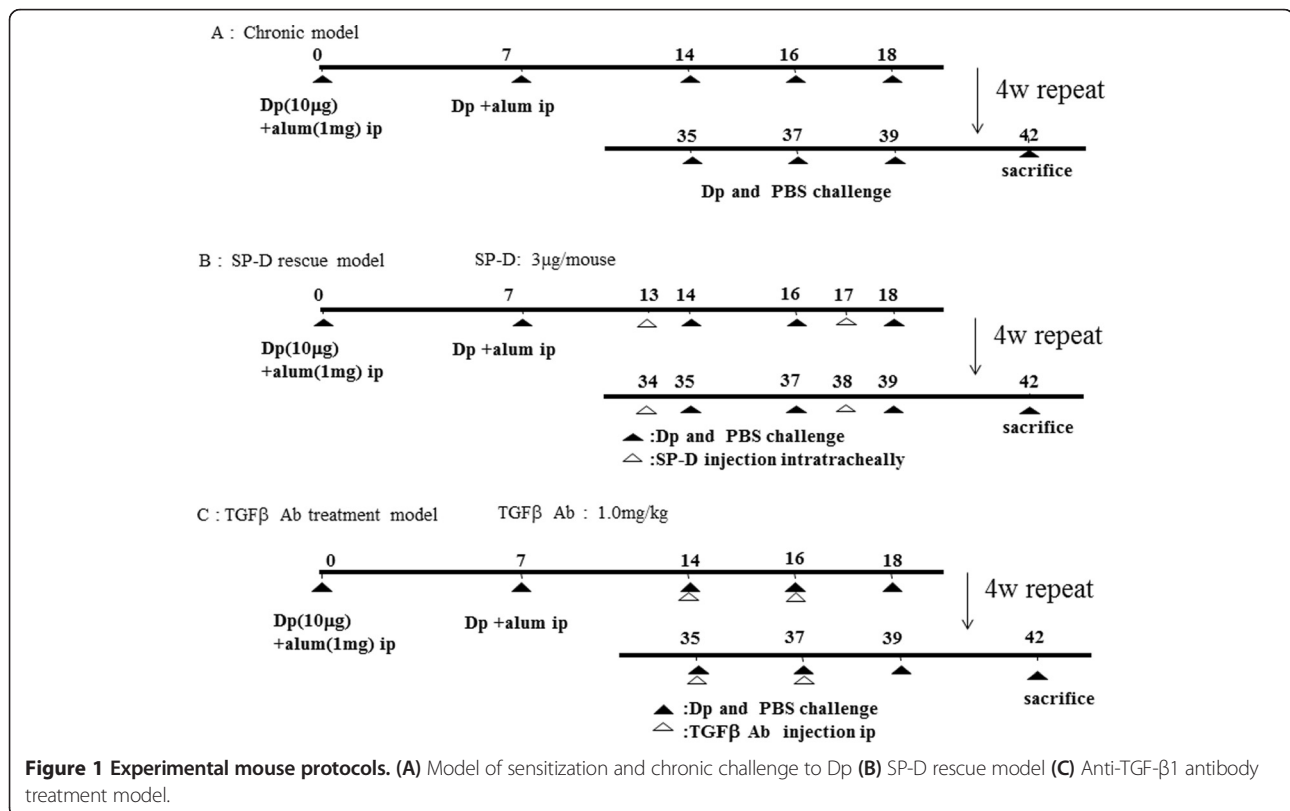 A : Chronic model
0 7 14 16 18
Dp(10μg) +alum(1mg) ip
Dp +alum ip
4w repeat
35 37 39 42
sacrifice
Dp and PBS challenge
B : SP-D rescue model SP-D: 3μg/mouse
0 7 13 14 16 17 18
Dp(10μg) +alum(1mg) ip
Dp +alum ip
4w repeat
34 35 37 38 39 42
sacrifice
:Dp and PBS challenge
:SP-D injection intratracheally
C : TGFβ Ab treatment model TGFβ Ab : 1.0mg/kg
0 7 14 16 18
Dp(10μg) +alum(1mg) ip
Dp +alum ip
4w repeat
35 37 39 42
sacrifice
:Dp and PBS challenge
:TGFβ Ab injection ip
Figure 1 Experimental mouse protocols. (A) Model of sensitization and chronic challenge to Dp (B) SP-D rescue model (C) Anti-TGF-β1 antibody
treatment model.